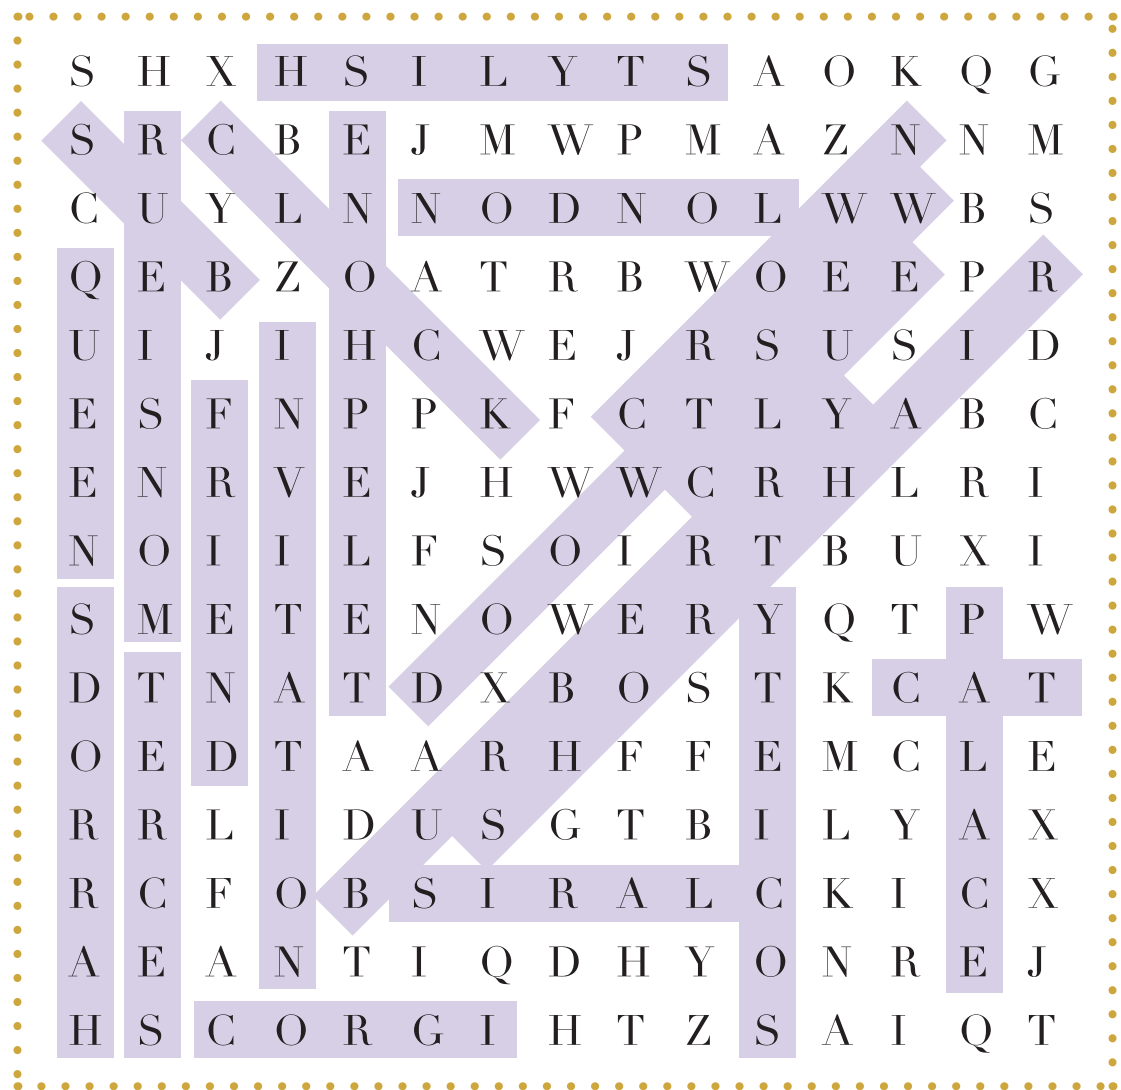 S H X H S I L Y T S A O K Q G
S R C B E J M W P M A Z N N M
C U Y L N N O D N O L W W B S
Q E B Z O A T R B W O E E P R
U I J I H C W E J R S U S I D
E S F N P P K F C T L Y A B C
E N R V E J H W W C R H L R I
N O I I L F S O I R T B U X I
S M E T E N O W E R Y Q T P W
D T N A T D X B O S T K C A T
O E D T A A R H F F E M C L E
R R L I D U S G T B I L Y A X
R C F O B S I R A L C K I C X
A E A N T I Q D H Y O N R E J
H S C O R G I H T Z S A I Q T